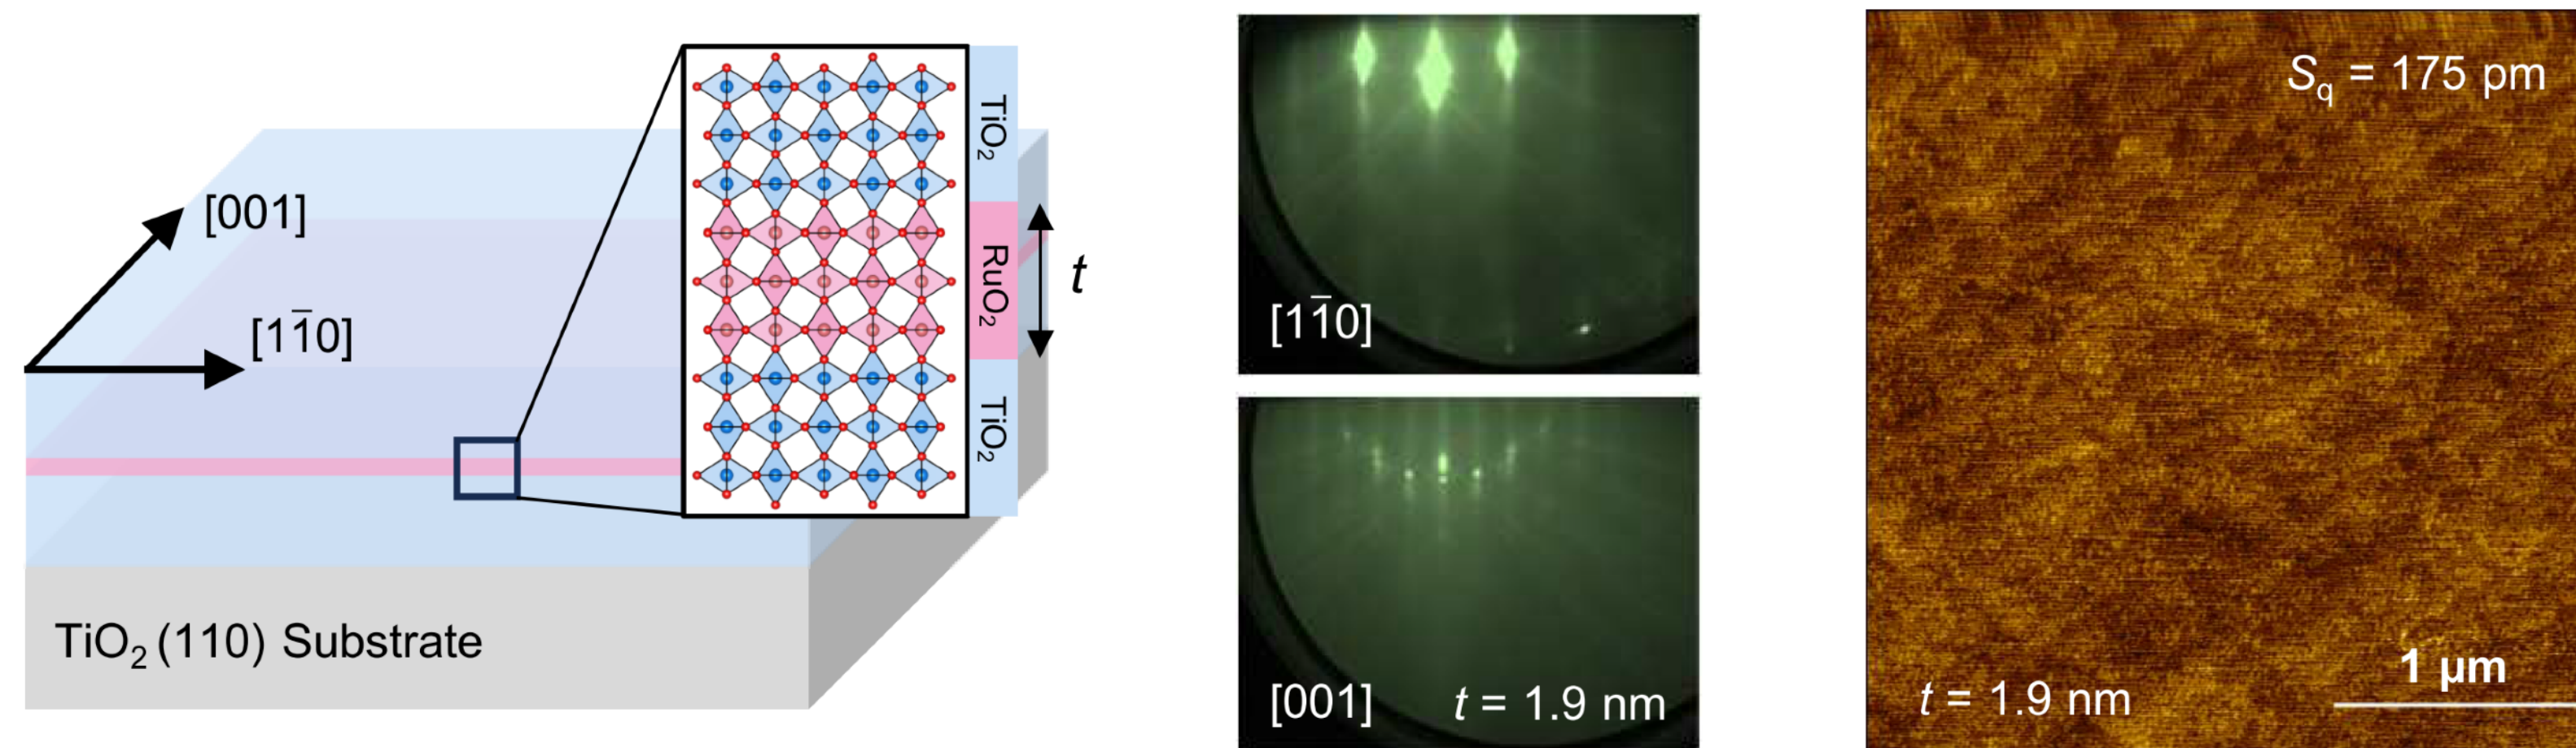 [001]
[11̅0]
TiO₂ (110) Substrate
TiO₂
RuO₂
TiO₂
t
[11̅0]
[001]
t = 1.9 nm
Sq = 175 pm
t = 1.9 nm
1 μm